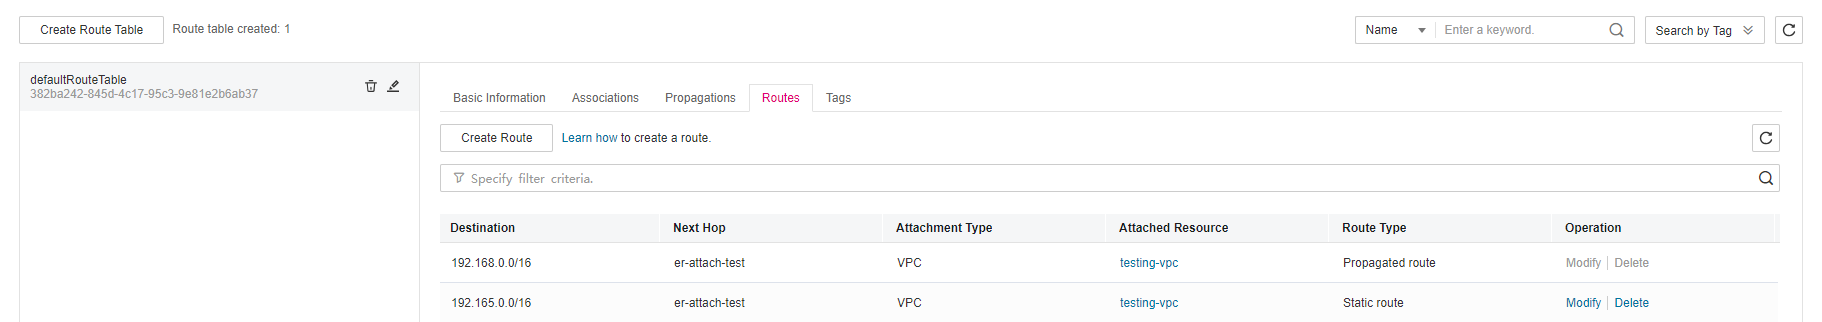 Create Route Table Route table created: 1 Name Enter a keyword. Search by Tag
defaultRouteTable
382ba242-845d-4c17-95c3-9e81e2b6ab37
Basic Information Associations Propagations Routes Tags
Create Route Learn how to create a route.
Specify filter criteria.
Destination Next Hop Attachment Type Attached Resource Route Type Operation
192.168.0.0/16 er-attach-test VPC testing-vpc Propagated route Modify Delete
192.165.0.0/16 er-attach-test VPC testing-vpc Static route Modify Delete